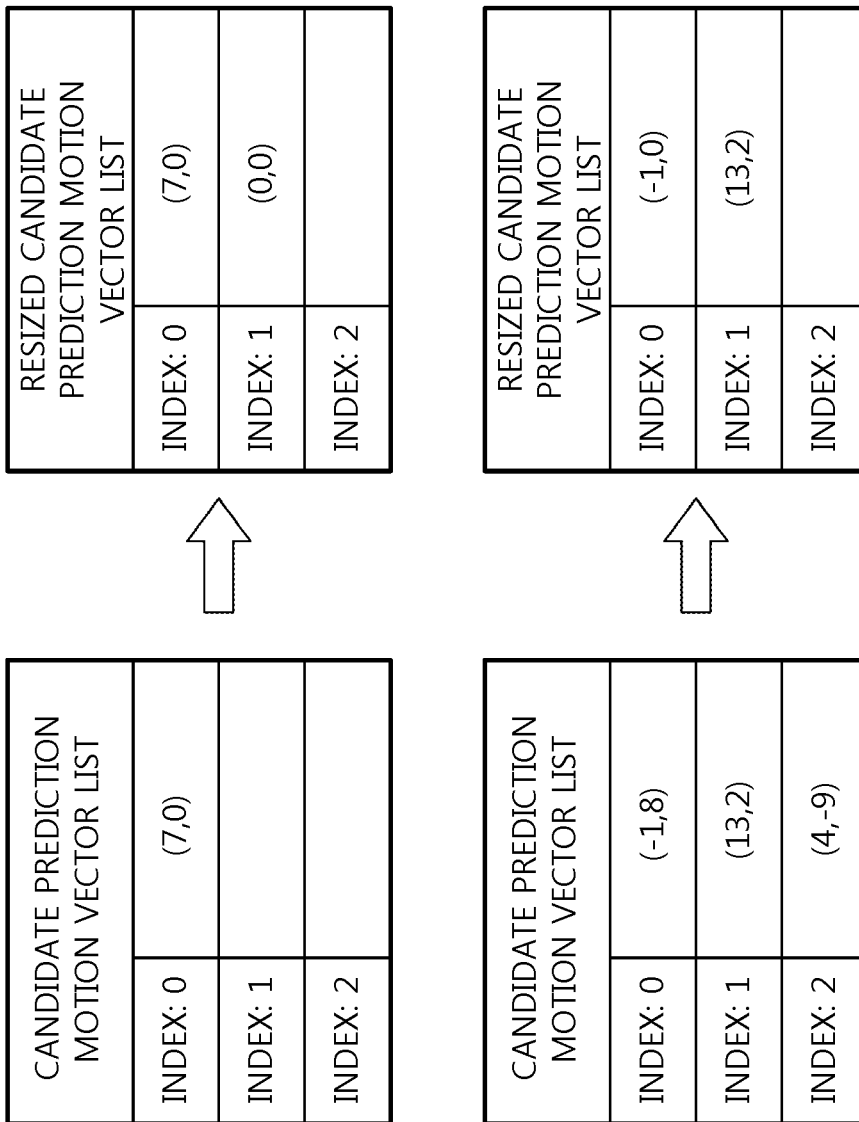 CANDIDATE PREDICTION
MOTION VECTOR LIST
INDEX: 0 (7,0)
INDEX: 1
INDEX: 2
RESIZED CANDIDATE
PREDICTION MOTION
VECTOR LIST
INDEX: 0 (7,0)
INDEX: 1 (0,0)
INDEX: 2
CANDIDATE PREDICTION
MOTION VECTOR LIST
INDEX: 0 (-1,8)
INDEX: 1 (13,2)
INDEX: 2 (4,-9)
RESIZED CANDIDATE
PREDICTION MOTION
VECTOR LIST
INDEX: 0 (-1,0)
INDEX: 1 (13,2)
INDEX: 2